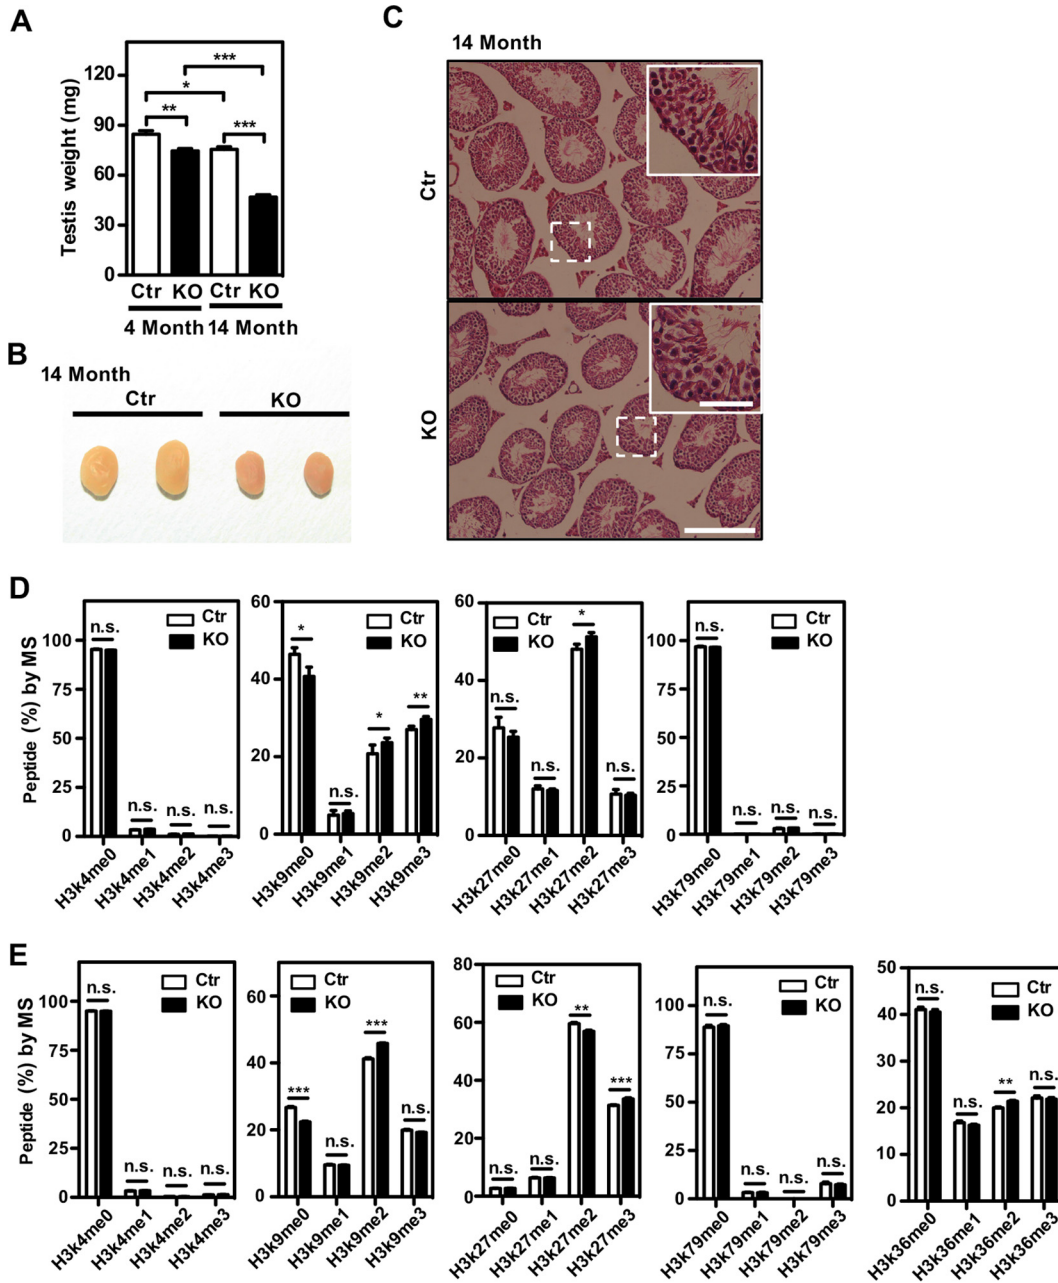 A
Testis weight (mg)
120
90
60
30
0
***
*
**
***
Ctr KO Ctr KO
4 Month 14 Month
B
14 Month
Ctr KO
C
14 Month
Ctr
KO
D
Peptide (%) by MS
100
75
50
25
0
n.s.
n.s.
n.s.
n.s.
Ctr
KO
H3k4me0
H3k4me1
H3k4me2
H3k4me3
60
40
20
0
*
n.s.
*
**
Ctr
KO
H3k9me0
H3k9me1
H3k9me2
H3k9me3
60
40
20
0
n.s.
n.s.
*
n.s.
Ctr
KO
H3k27me0
H3k27me1
H3k27me2
H3k27me3
100
75
50
25
0
n.s.
n.s.
n.s.
n.s.
Ctr
KO
H3k79me0
H3k79me1
H3k79me2
H3k79me3
E
Peptide (%) by MS
100
75
50
25
0
n.s.
n.s.
n.s.
n.s.
Ctr
KO
H3k4me0
H3k4me1
H3k4me2
H3k4me3
60
40
20
0
***
n.s.
***
n.s.
Ctr
KO
H3k9me0
H3k9me1
H3k9me2
H3k9me3
80
60
40
20
0
n.s.
n.s.
**
***
Ctr
KO
H3k27me0
H3k27me1
H3k27me2
H3k27me3
100
75
50
25
0
n.s.
n.s.
n.s.
n.s.
Ctr
KO
H3k79me0
H3k79me1
H3k79me2
H3k79me3
50
40
30
20
10
0
n.s.
n.s.
**
n.s.
Ctr
KO
H3k36me0
H3k36me1
H3k36me2
H3k36me3